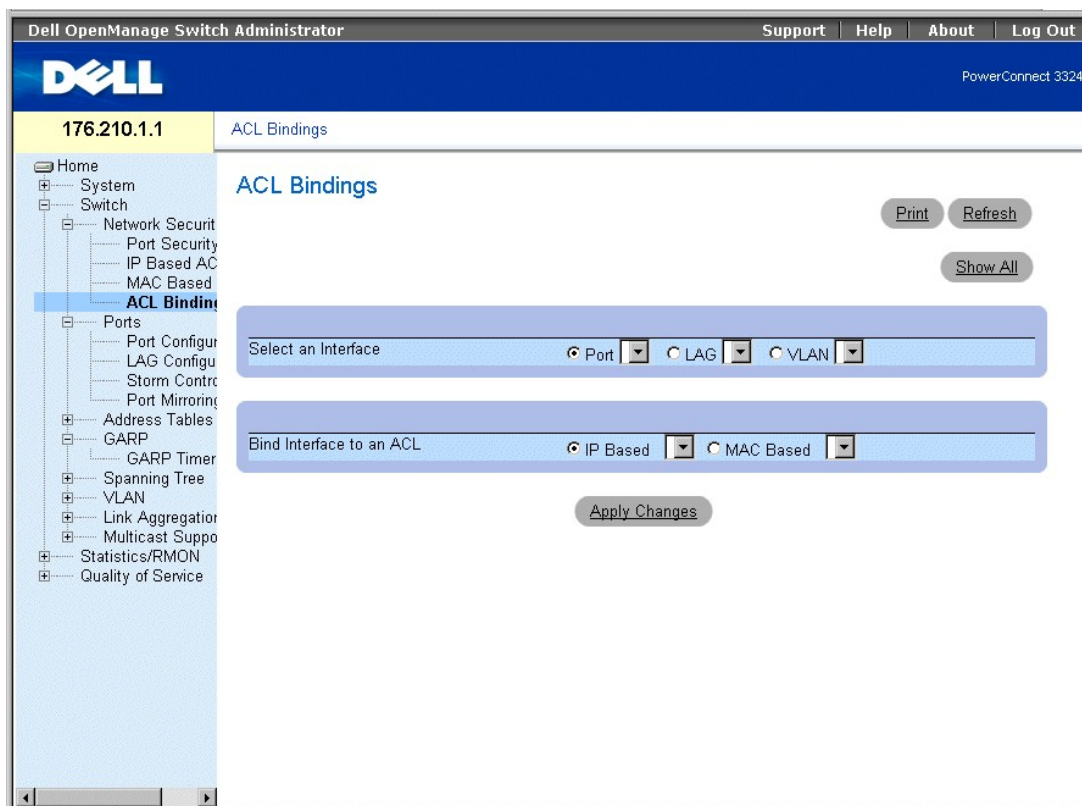 Dell OpenManage Switch Administrator Support Help About Log Out
DELL
PowerConnect 3324
176.210.1.1
ACL Bindings
Home
System
Switch
Network Securit
Port Security
IP Based AC
MAC Based
ACL Binding
Ports
Port Configur
LAG Configu
Storm Contro
Port Mirroring
Address Tables
GARP
GARP Timer
Spanning Tree
VLAN
Link Aggregation
Multicast Suppo
Statistics/RMON
Quality of Service
ACL Bindings
Print Refresh
Show All
Select an Interface Port LAG VLAN
Bind Interface to an ACL IP Based MAC Based
Apply Changes